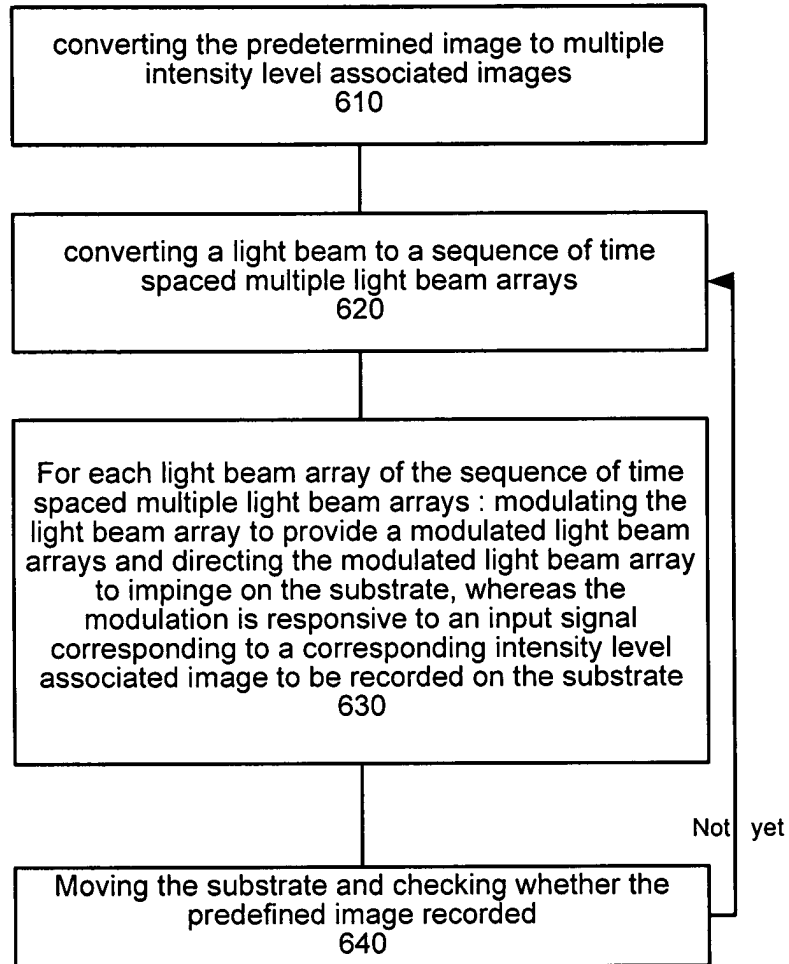 converting the predetermined image to multiple
intensity level associated images
610
converting a light beam to a sequence of time
spaced multiple light beam arrays
620
For each light beam array of the sequence of time
spaced multiple light beam arrays : modulating the
light beam array to provide a modulated light beam
arrays and directing the modulated light beam array
to impinge on the substrate, whereas the
modulation is responsive to an input signal
corresponding to a corresponding intensity level
associated image to be recorded on the substrate
630
Not yet
Moving the substrate and checking whether the
predefined image recorded
640